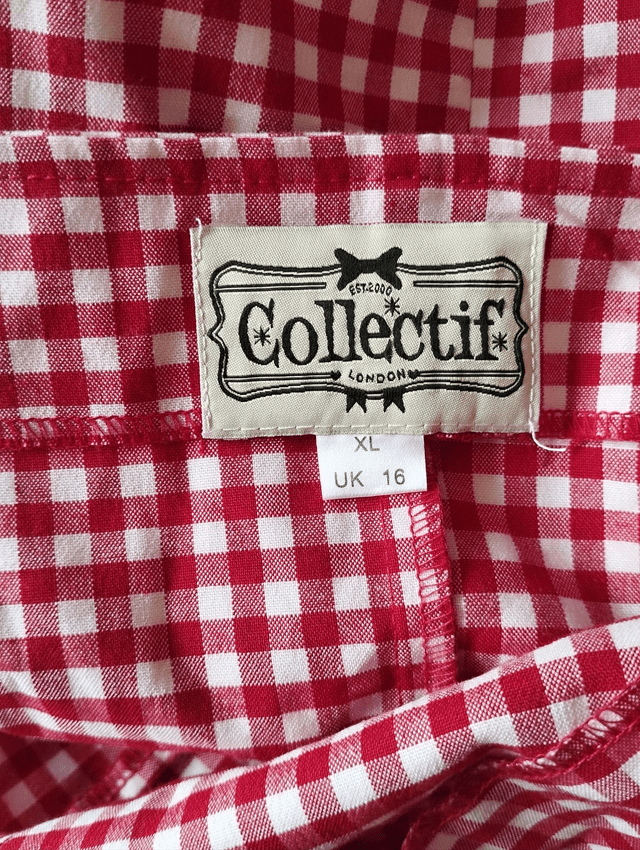 EST. 2000
Collectif
LONDON
XL
UK 16